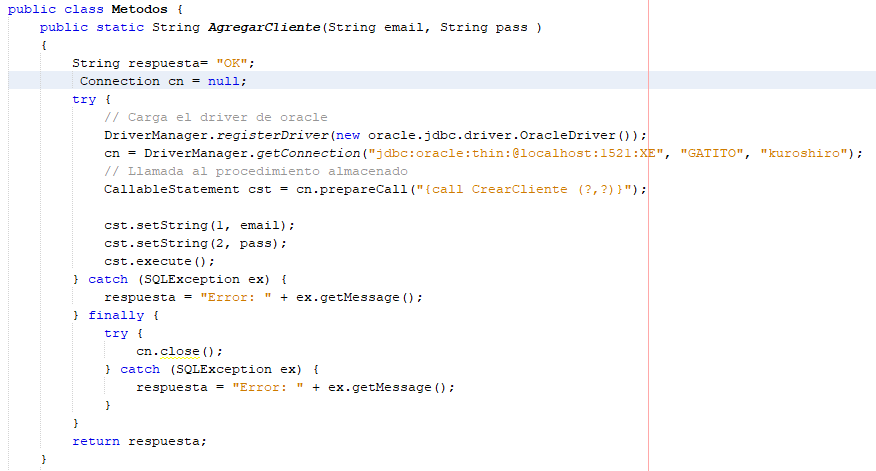 public class Metodos {
public static String AgregarCliente(String email, String pass )
{
String respuesta= "OK";
Connection cn = null;
try {
// Carga el driver de oracle
DriverManager.registerDriver(new oracle.jdbc.driver.OracleDriver());
cn = DriverManager.getConnection("jdbc:oracle:thin:@localhost:1521:XE", "GATITO", "kuroshiro");
// Llamada al procedimiento almacenado
CallableStatement cst = cn.prepareCall("{call CrearCliente (?,?)}");
cst.setString(1, email);
cst.setString(2, pass);
cst.execute();
} catch (SQLException ex) {
respuesta = "Error: " + ex.getMessage();
} finally {
try {
cn.close();
} catch (SQLException ex) {
respuesta = "Error: " + ex.getMessage();
}
}
return respuesta;
}